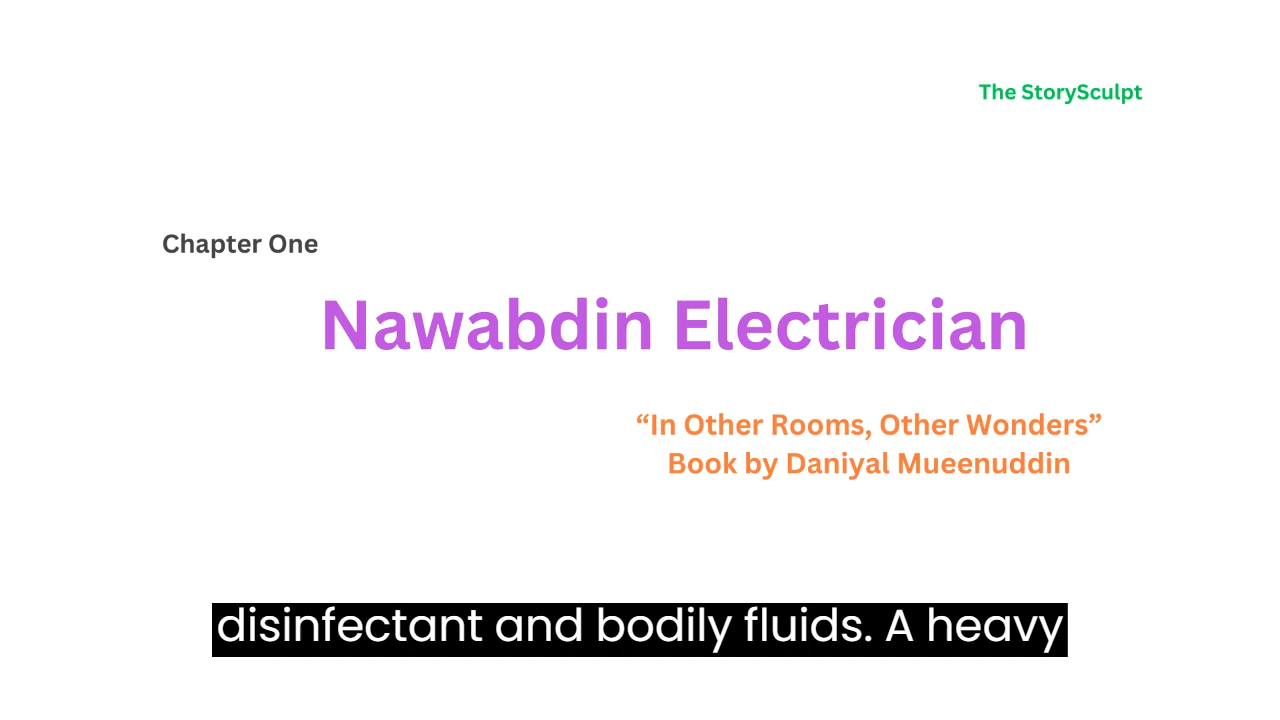 The StorySculpt
Chapter One
Nawabdin Electrician
“In Other Rooms, Other Wonders”
Book by Daniyal Mueenuddin
disinfectant and bodily fluids. A heavy